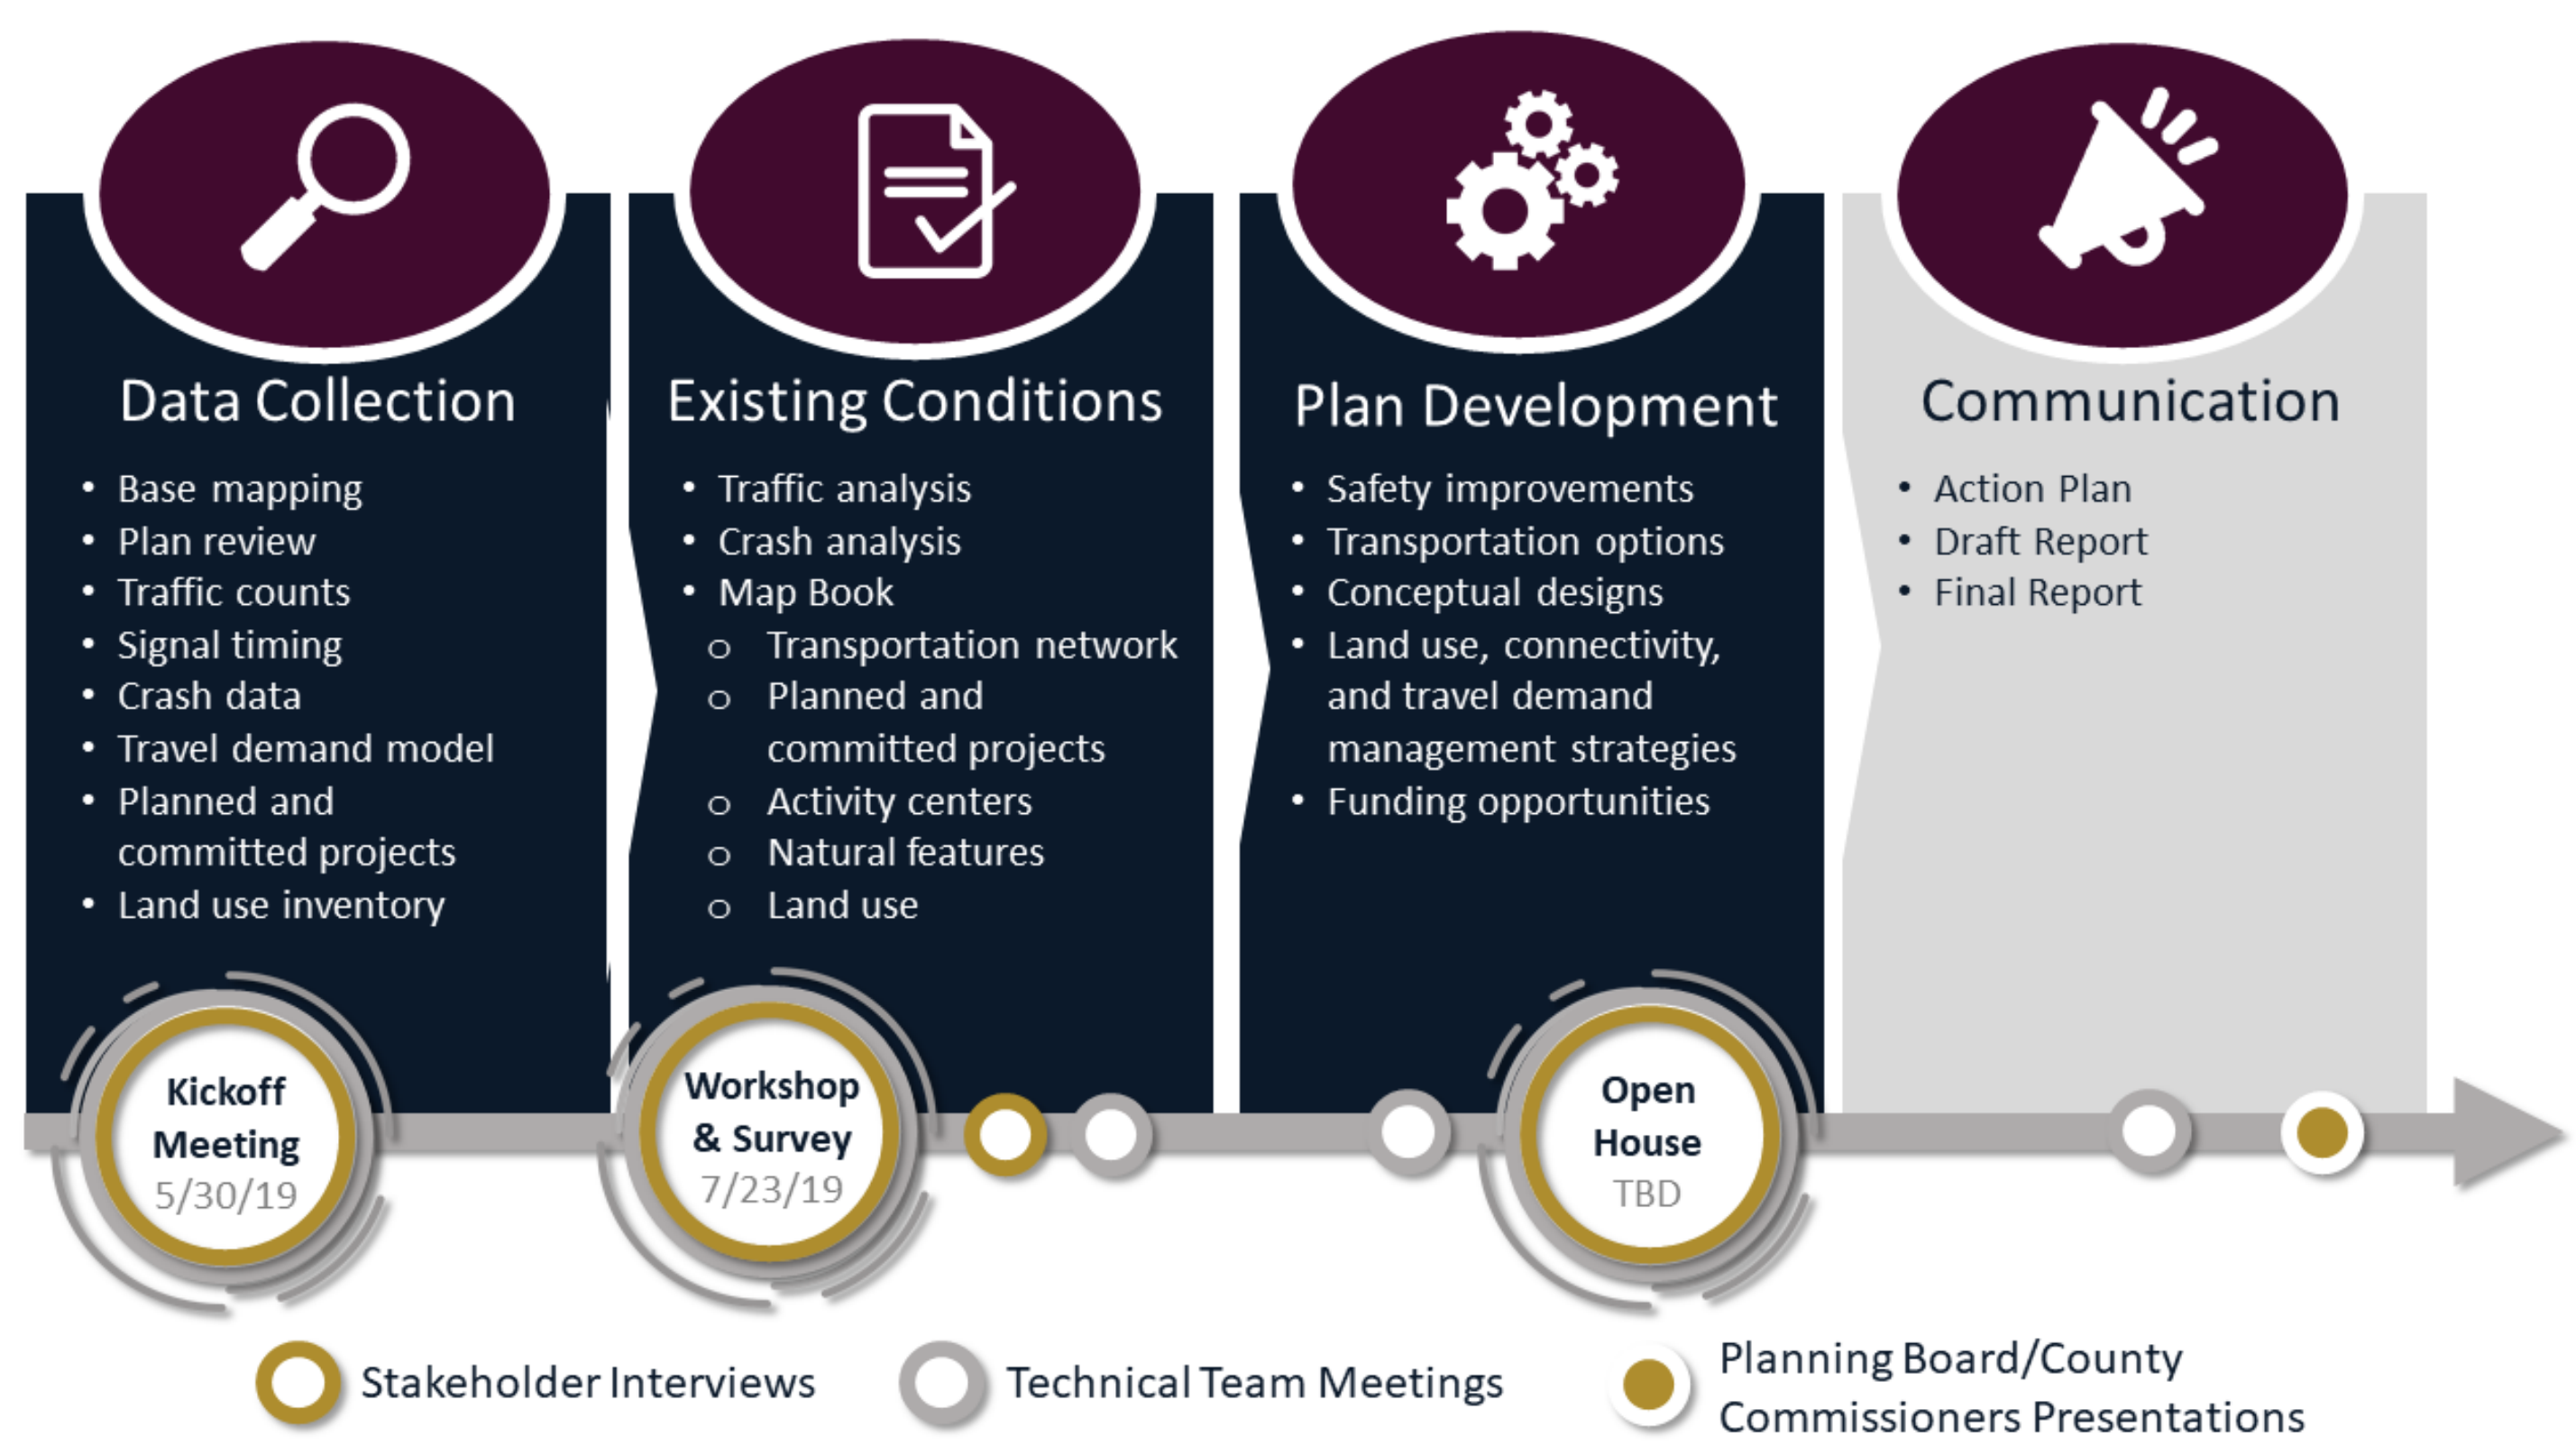 Data Collection
• Base mapping
• Plan review
• Traffic counts
• Signal timing
• Crash data
• Travel demand model
• Planned and
committed projects
• Land use inventory
Existing Conditions
• Traffic analysis
• Crash analysis
• Map Book
o Transportation network
o Planned and
committed projects
o Activity centers
o Natural features
o Land use
Plan Development
• Safety improvements
• Transportation options
• Conceptual designs
• Land use, connectivity,
and travel demand
management strategies
• Funding opportunities
Communication
• Action Plan
• Draft Report
• Final Report
Kickoff
Meeting
5/30/19
Workshop
& Survey
7/23/19
Open
House
TBD
Stakeholder Interviews
Technical Team Meetings
Planning Board/County
Commissioners Presentations